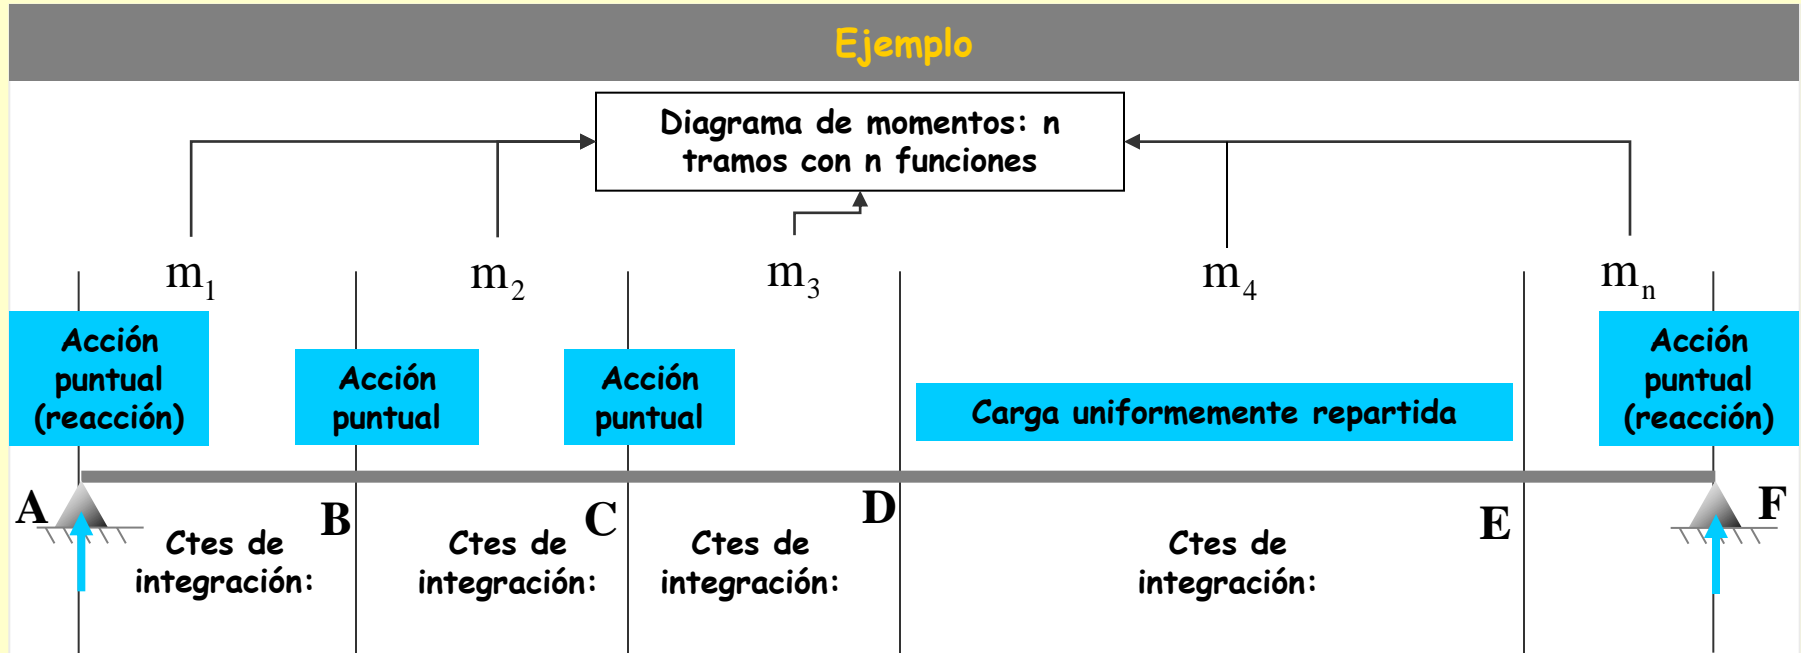 Ejemplo
Diagrama de momentos: n
tramos con n funciones
m1
m2
m3
m4
mn
Acción
puntual
(reacción)
Acción
puntual
Acción
puntual
Carga uniformemente repartida
Acción
puntual
(reacción)
A
B
C
D
E
F
Ctes de
integración:
Ctes de
integración:
Ctes de
integración:
Ctes de
integración: